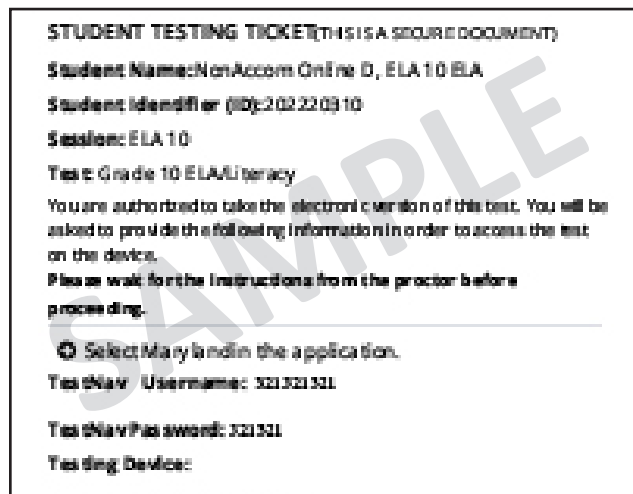 STUDENT TESTING TICKET(THIS IS A SECURE DOCUMENT)
Student Name:NonAccom Online D, ELA 10 ELA
Student Identifier (ID):202220310
Session: ELA 10
Test: Grade 10 ELA/Literacy
You are authorized to take the electronic version of this test. You will be
asked to provide the following information in order to access the test
on the device.
Please wait for the instructions from the proctor before
proceeding.
Select Maryland in the application.
TestNav Username: 321321321
TestNav Password: 321321
Testing Device:
SAMPLE